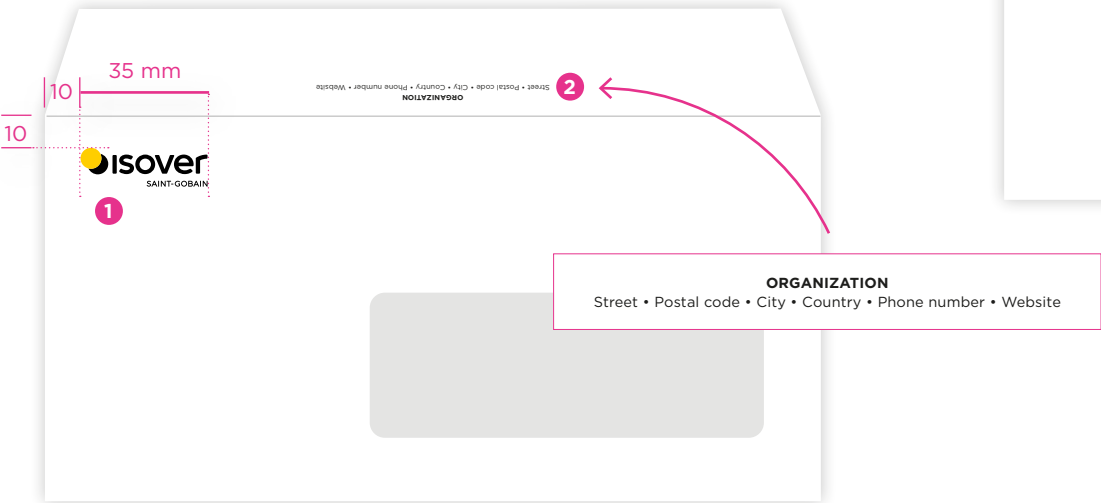 35 mm
10
Street • Postal code • City • Country • Phone number • Website
ORGANIZATION
2
10
isover
SAINT-GOBAIN
1
ORGANIZATION
Street • Postal code • City • Country • Phone number • Website